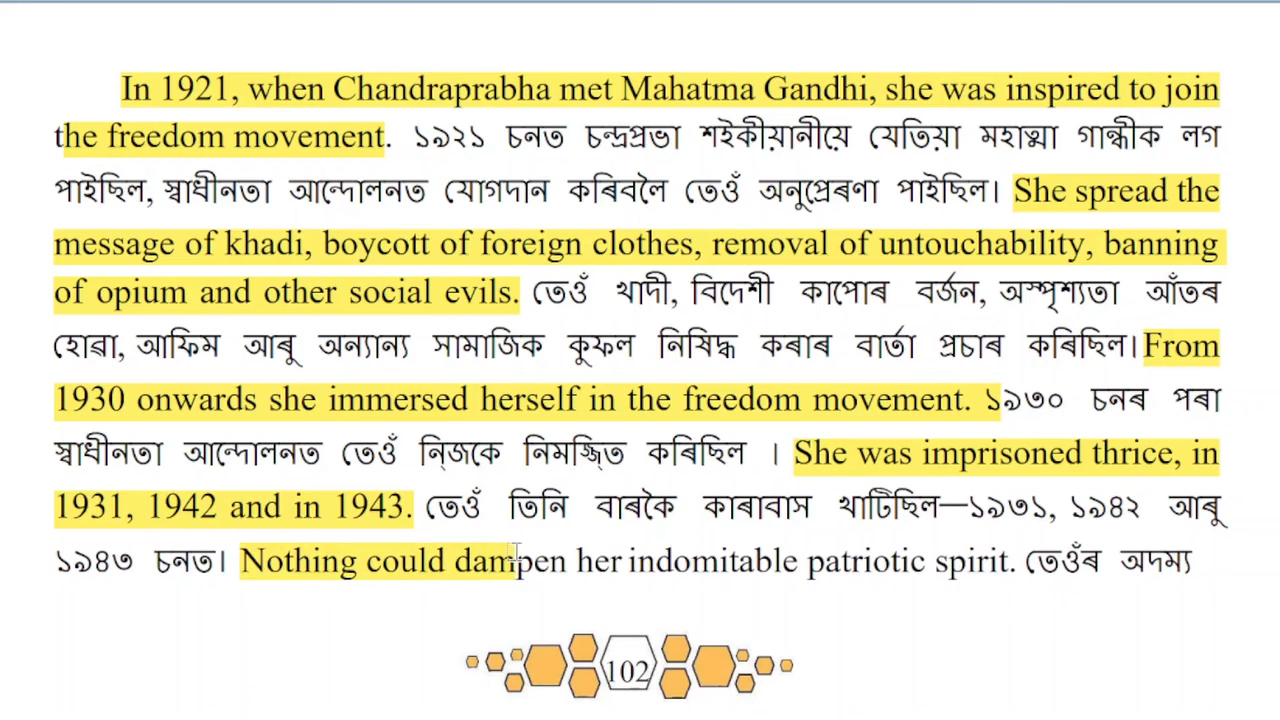 In 1921, when Chandraprabha met Mahatma Gandhi, she was inspired to join
the freedom movement. ১৯২১ চনত চন্দ্ৰপ্ৰভা শইকীয়ানীয়ে যেতিয়া মহাত্মা গান্ধীক লগ
পাইছিল, স্বাধীনতা আন্দোলনত যোগদান কৰিবলৈ তেওঁ অনুপ্ৰেৰণা পাইছিল। She spread the
message of khadi, boycott of foreign clothes, removal of untouchability, banning
of opium and other social evils. তেওঁ খাদী, বিদেশী কাপোৰ বৰ্জন, অস্পৃশ্যতা আঁতৰ
হোৱা, আফিম আৰু অন্যান্য সামাজিক কুফল নিষিদ্ধ কৰাৰ বাৰ্তা প্ৰচাৰ কৰিছিল। From
1930 onwards she immersed herself in the freedom movement. ১৯৩০ চনৰ পৰা
স্বাধীনতা আন্দোলনত তেওঁ নিজকে নিমজ্জিত কৰিছিল । She was imprisoned thrice, in
1931, 1942 and in 1943. তেওঁ তিনি বাৰকৈ কাৰাবাস খাটিছিল—১৯৩১, ১৯৪২ আৰু
১৯৪৩ চনত। Nothing could dampen her indomitable patriotic spirit. তেওঁৰ অদম্য
102